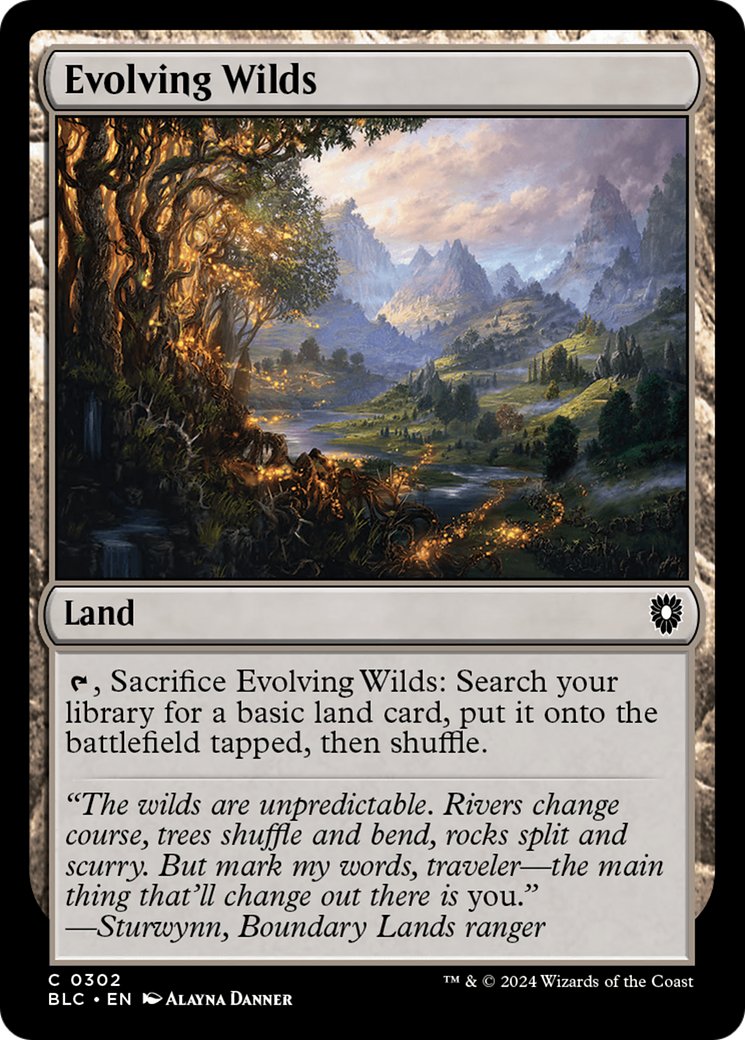 Evolving Wilds
Land
, Sacrifice Evolving Wilds: Search your
library for a basic land card, put it onto the
battlefield tapped, then shuffle.
“The wilds are unpredictable. Rivers change
course, trees shuffle and bend, rocks split and
scurry. But mark my words, traveler—the main
thing that’ll change out there is you.”
—Sturwynn, Boundary Lands ranger
C 0302
™ & © 2024 Wizards of the Coast
BLC • EN Alayna Danner